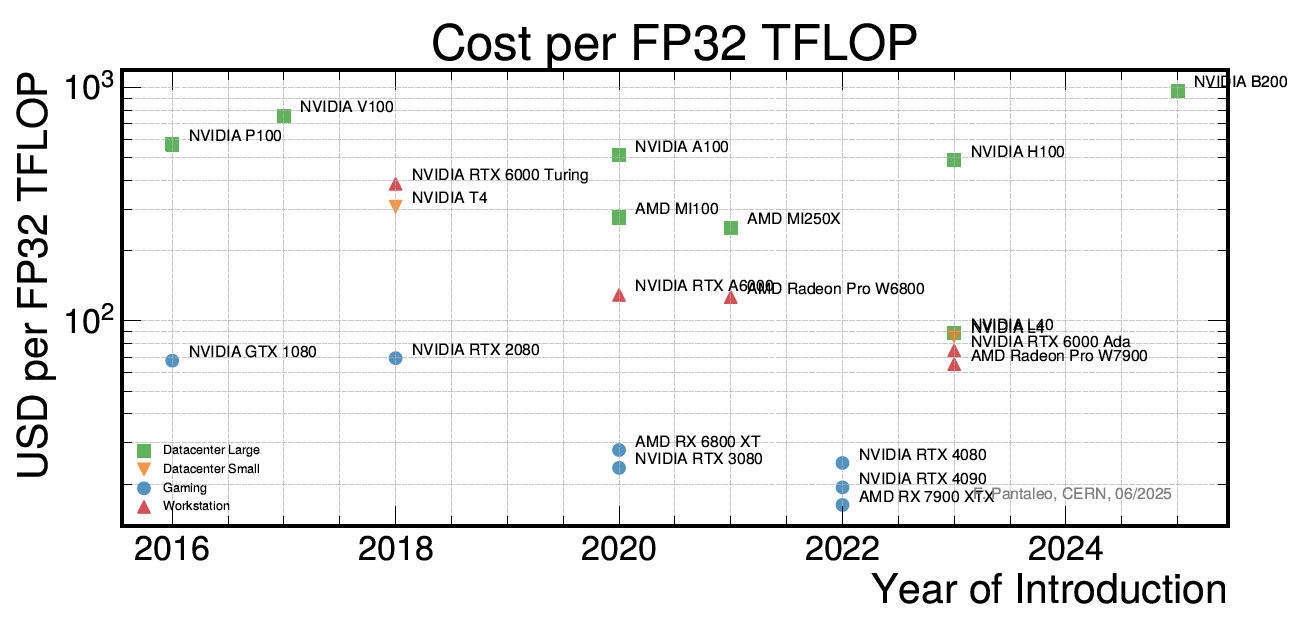 Cost per FP32 TFLOP
USD per FP32 TFLOP
10³
10²
NVIDIA B200
NVIDIA V100
NVIDIA P100
NVIDIA A100
NVIDIA H100
NVIDIA RTX 6000 Turing
NVIDIA T4
AMD MI100
AMD MI250X
NVIDIA RTX A6000
AMD Radeon Pro W6800
NVIDIA L40
NVIDIA L4
NVIDIA RTX 6000 Ada
AMD Radeon Pro W7900
NVIDIA GTX 1080
NVIDIA RTX 2080
AMD RX 6800 XT
NVIDIA RTX 3080
NVIDIA RTX 4080
NVIDIA RTX 4090
AMD RX 7900 XTX
F. Pantaleo, CERN, 06/2025
Datacenter Large
Datacenter Small
Gaming
Workstation
2016 2018 2020 2022 2024
Year of Introduction